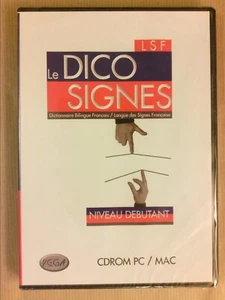 LSF
Le DICO
SIGNES
Dictionnaire Bilingue Français / Langue des Signes Française
NIVEAU DEBUTANT
CDROM PC / MAC